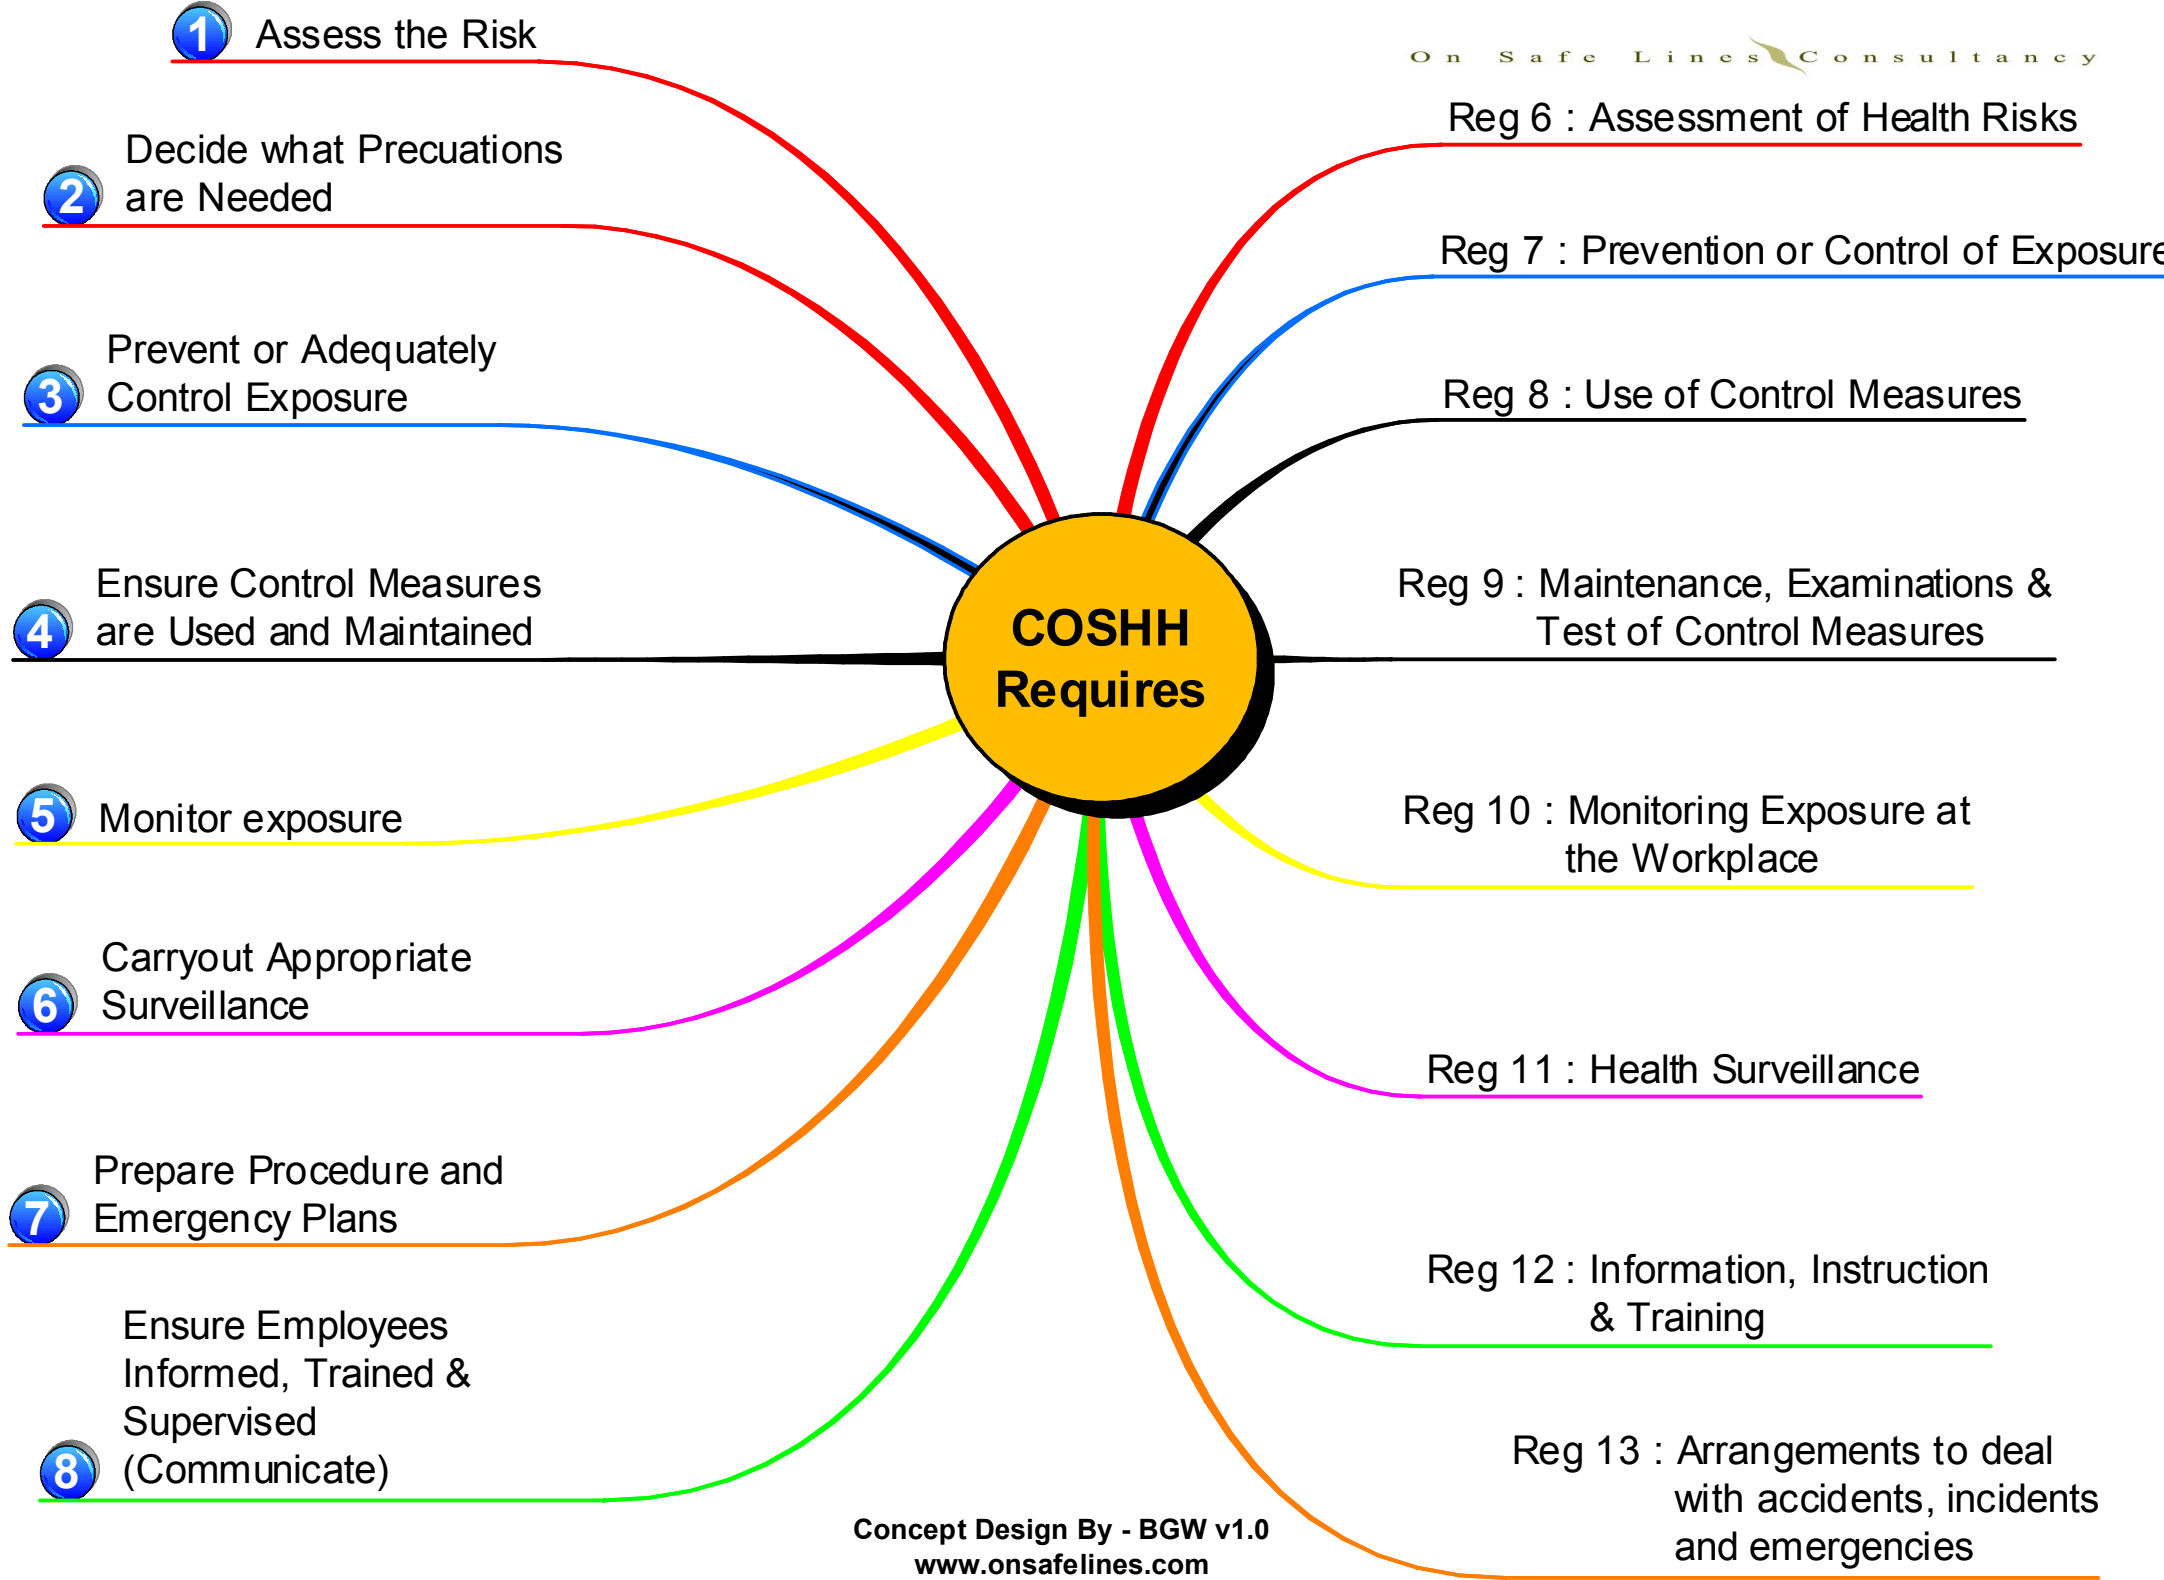 1 Assess the Risk
2 Decide what Precuations
are Needed
3 Prevent or Adequately
Control Exposure
4 Ensure Control Measures
are Used and Maintained
5 Monitor exposure
6 Carryout Appropriate
Surveillance
7 Prepare Procedure and
Emergency Plans
8 Ensure Employees
Informed, Trained &
Supervised
(Communicate)
COSHH
Requires
On Safe Lines Consultancy
Reg 6 : Assessment of Health Risks
Reg 7 : Prevention or Control of Exposure
Reg 8 : Use of Control Measures
Reg 9 : Maintenance, Examinations &
Test of Control Measures
Reg 10 : Monitoring Exposure at
the Workplace
Reg 11 : Health Surveillance
Reg 12 : Information, Instruction
& Training
Reg 13 : Arrangements to deal
with accidents, incidents
and emergencies
Concept Design By - BGW v1.0
www.onsafelines.com